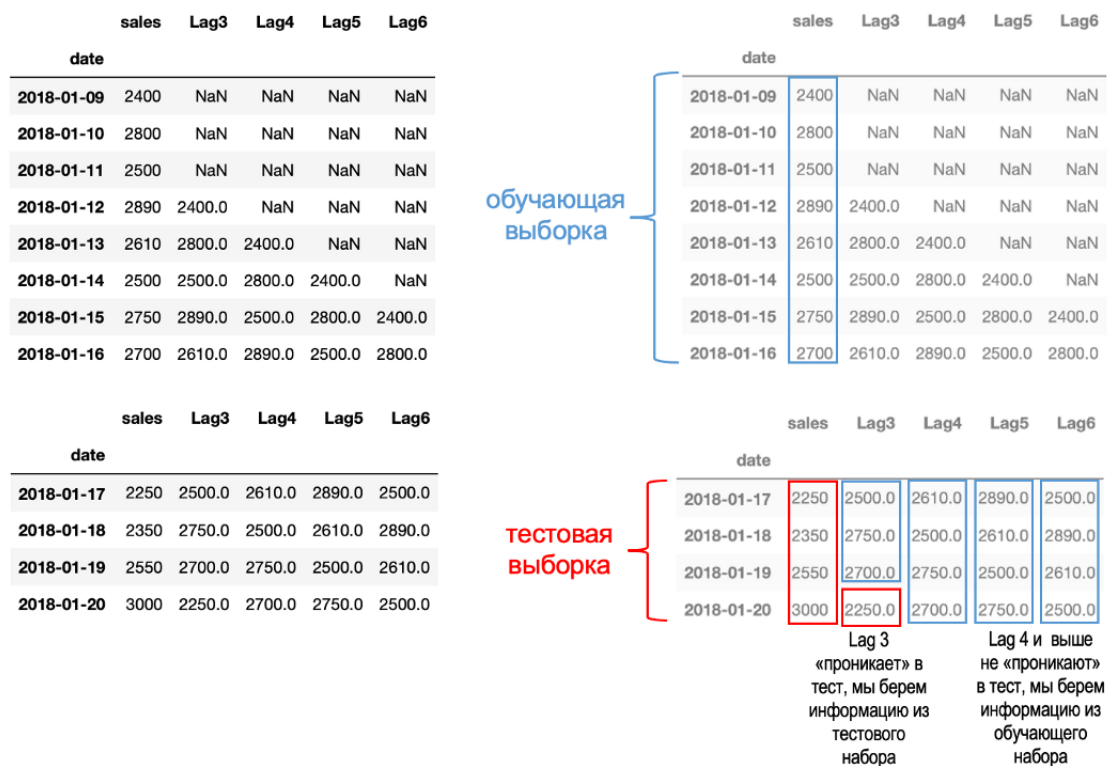 sales Lag3 Lag4 Lag5 Lag6
date
2018-01-09 2400 NaN NaN NaN NaN
2018-01-10 2800 NaN NaN NaN NaN
2018-01-11 2500 NaN NaN NaN NaN
2018-01-12 2890 2400.0 NaN NaN NaN
2018-01-13 2610 2800.0 2400.0 NaN NaN
2018-01-14 2500 2500.0 2800.0 2400.0 NaN
2018-01-15 2750 2890.0 2500.0 2800.0 2400.0
2018-01-16 2700 2610.0 2890.0 2500.0 2800.0
sales Lag3 Lag4 Lag5 Lag6
date
2018-01-17 2250 2500.0 2610.0 2890.0 2500.0
2018-01-18 2350 2750.0 2500.0 2610.0 2890.0
2018-01-19 2550 2700.0 2750.0 2500.0 2610.0
2018-01-20 3000 2250.0 2700.0 2750.0 2500.0
обучающая
выборка
sales Lag3 Lag4 Lag5 Lag6
date
2018-01-09 2400 NaN NaN NaN NaN
2018-01-10 2800 NaN NaN NaN NaN
2018-01-11 2500 NaN NaN NaN NaN
2018-01-12 2890 2400.0 NaN NaN NaN
2018-01-13 2610 2800.0 2400.0 NaN NaN
2018-01-14 2500 2500.0 2800.0 2400.0 NaN
2018-01-15 2750 2890.0 2500.0 2800.0 2400.0
2018-01-16 2700 2610.0 2890.0 2500.0 2800.0
тестовая
выборка
sales Lag3 Lag4 Lag5 Lag6
date
2018-01-17 2250 2500.0 2610.0 2890.0 2500.0
2018-01-18 2350 2750.0 2500.0 2610.0 2890.0
2018-01-19 2550 2700.0 2750.0 2500.0 2610.0
2018-01-20 3000 2250.0 2700.0 2750.0 2500.0
Lag 3
«проникает» в
тест, мы берем
информацию из
тестового
набора
Lag 4 и выше
не «проникают»
в тест, мы берем
информацию из
обучающего
набора